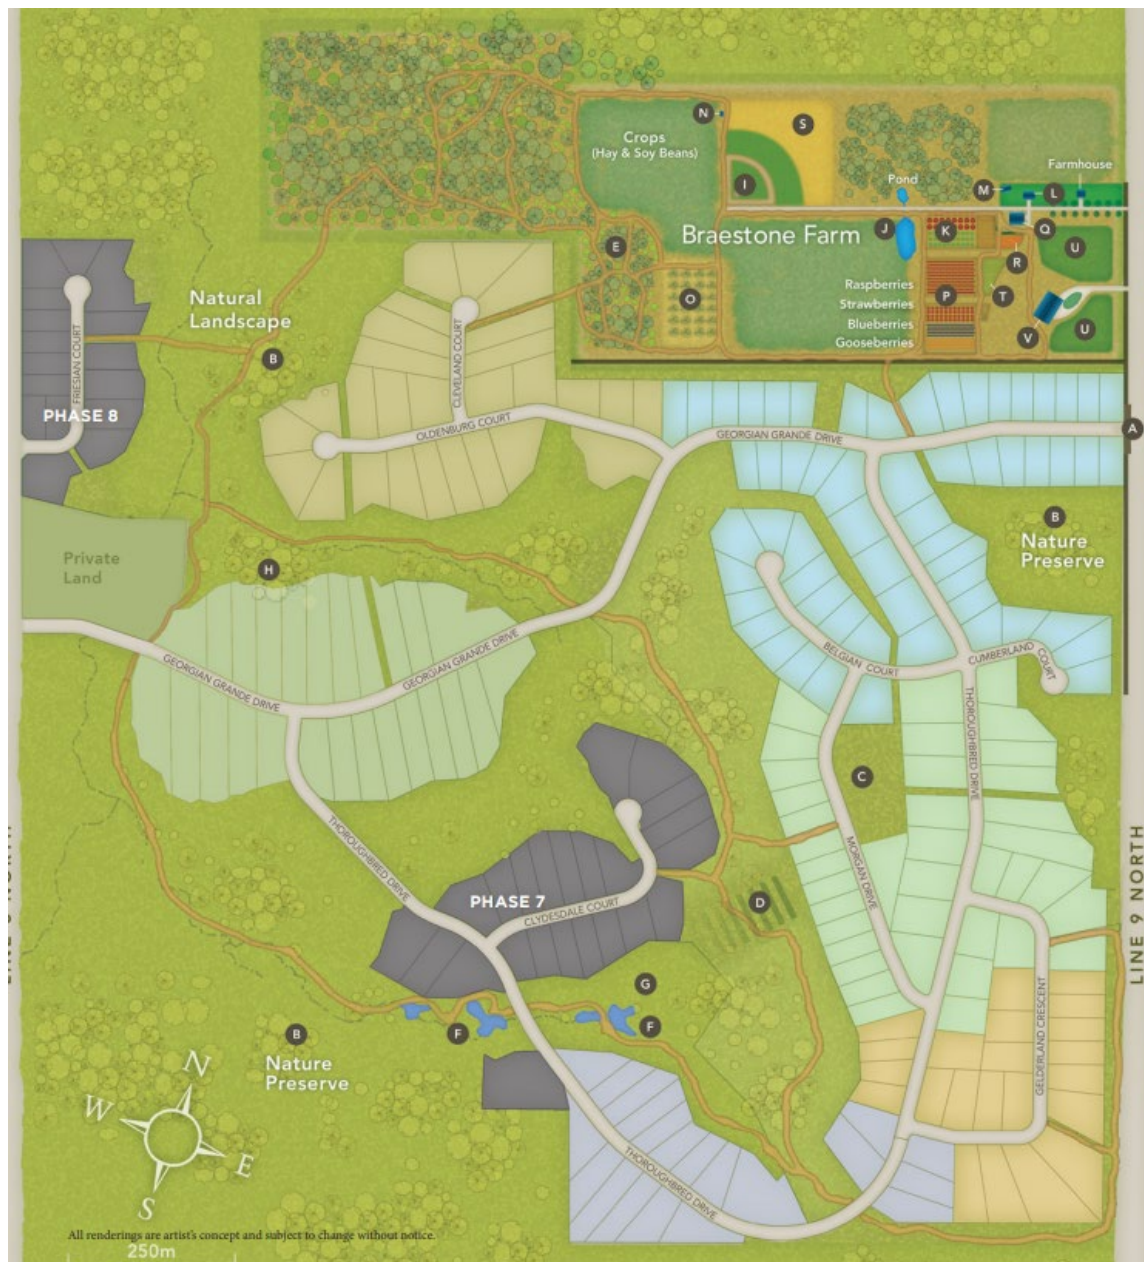 N
S
Crops
(Hay & Soy Beans)
Farmhouse
Pond
M
L
I
E
Braestone Farm
J
K
Q
U
R
O
Raspberries
Strawberries
Blueberries
Gooseberries
P
T
V
U
Natural
Landscape
B
FRIESIAN COURT
PHASE 8
CLEVELAND COURT
OLDENBURG COURT
GEORGIAN GRANDE DRIVE
A
B
Nature
Preserve
Private
Land
H
GEORGIAN GRANDE DRIVE
GEORGIAN GRANDE DRIVE
BELGIAN COURT
CUMBERLAND COURT
THOROUGHBRED DRIVE
C
THOROUGHBRED DRIVE
MORGAN DRIVE
PHASE 7
CLYDESDALE COURT
D
LINE 9 NORTH
G
F
F
B
Nature
Preserve
GELDERLAND CRESCENT
N
W
E
S
THOROUGHBRED DRIVE
All renderings are artist's concept and subject to change without notice.
250m